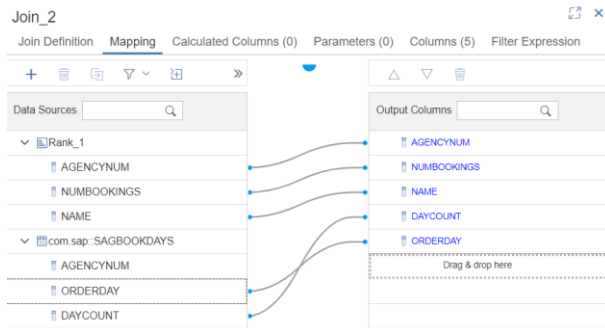 Join_2
Join Definition Mapping Calculated Columns (0) Parameters (0) Columns (5) Filter Expression
Data Sources
Output Columns
Rank_1
AGENCYNUM
AGENCYNUM
NUMBOOKINGS
NUMBOOKINGS
NAME
NAME
com.sap::SAGBOOKDAYS
DAYCOUNT
AGENCYNUM
ORDERDAY
ORDERDAY
Drag & drop here
DAYCOUNT